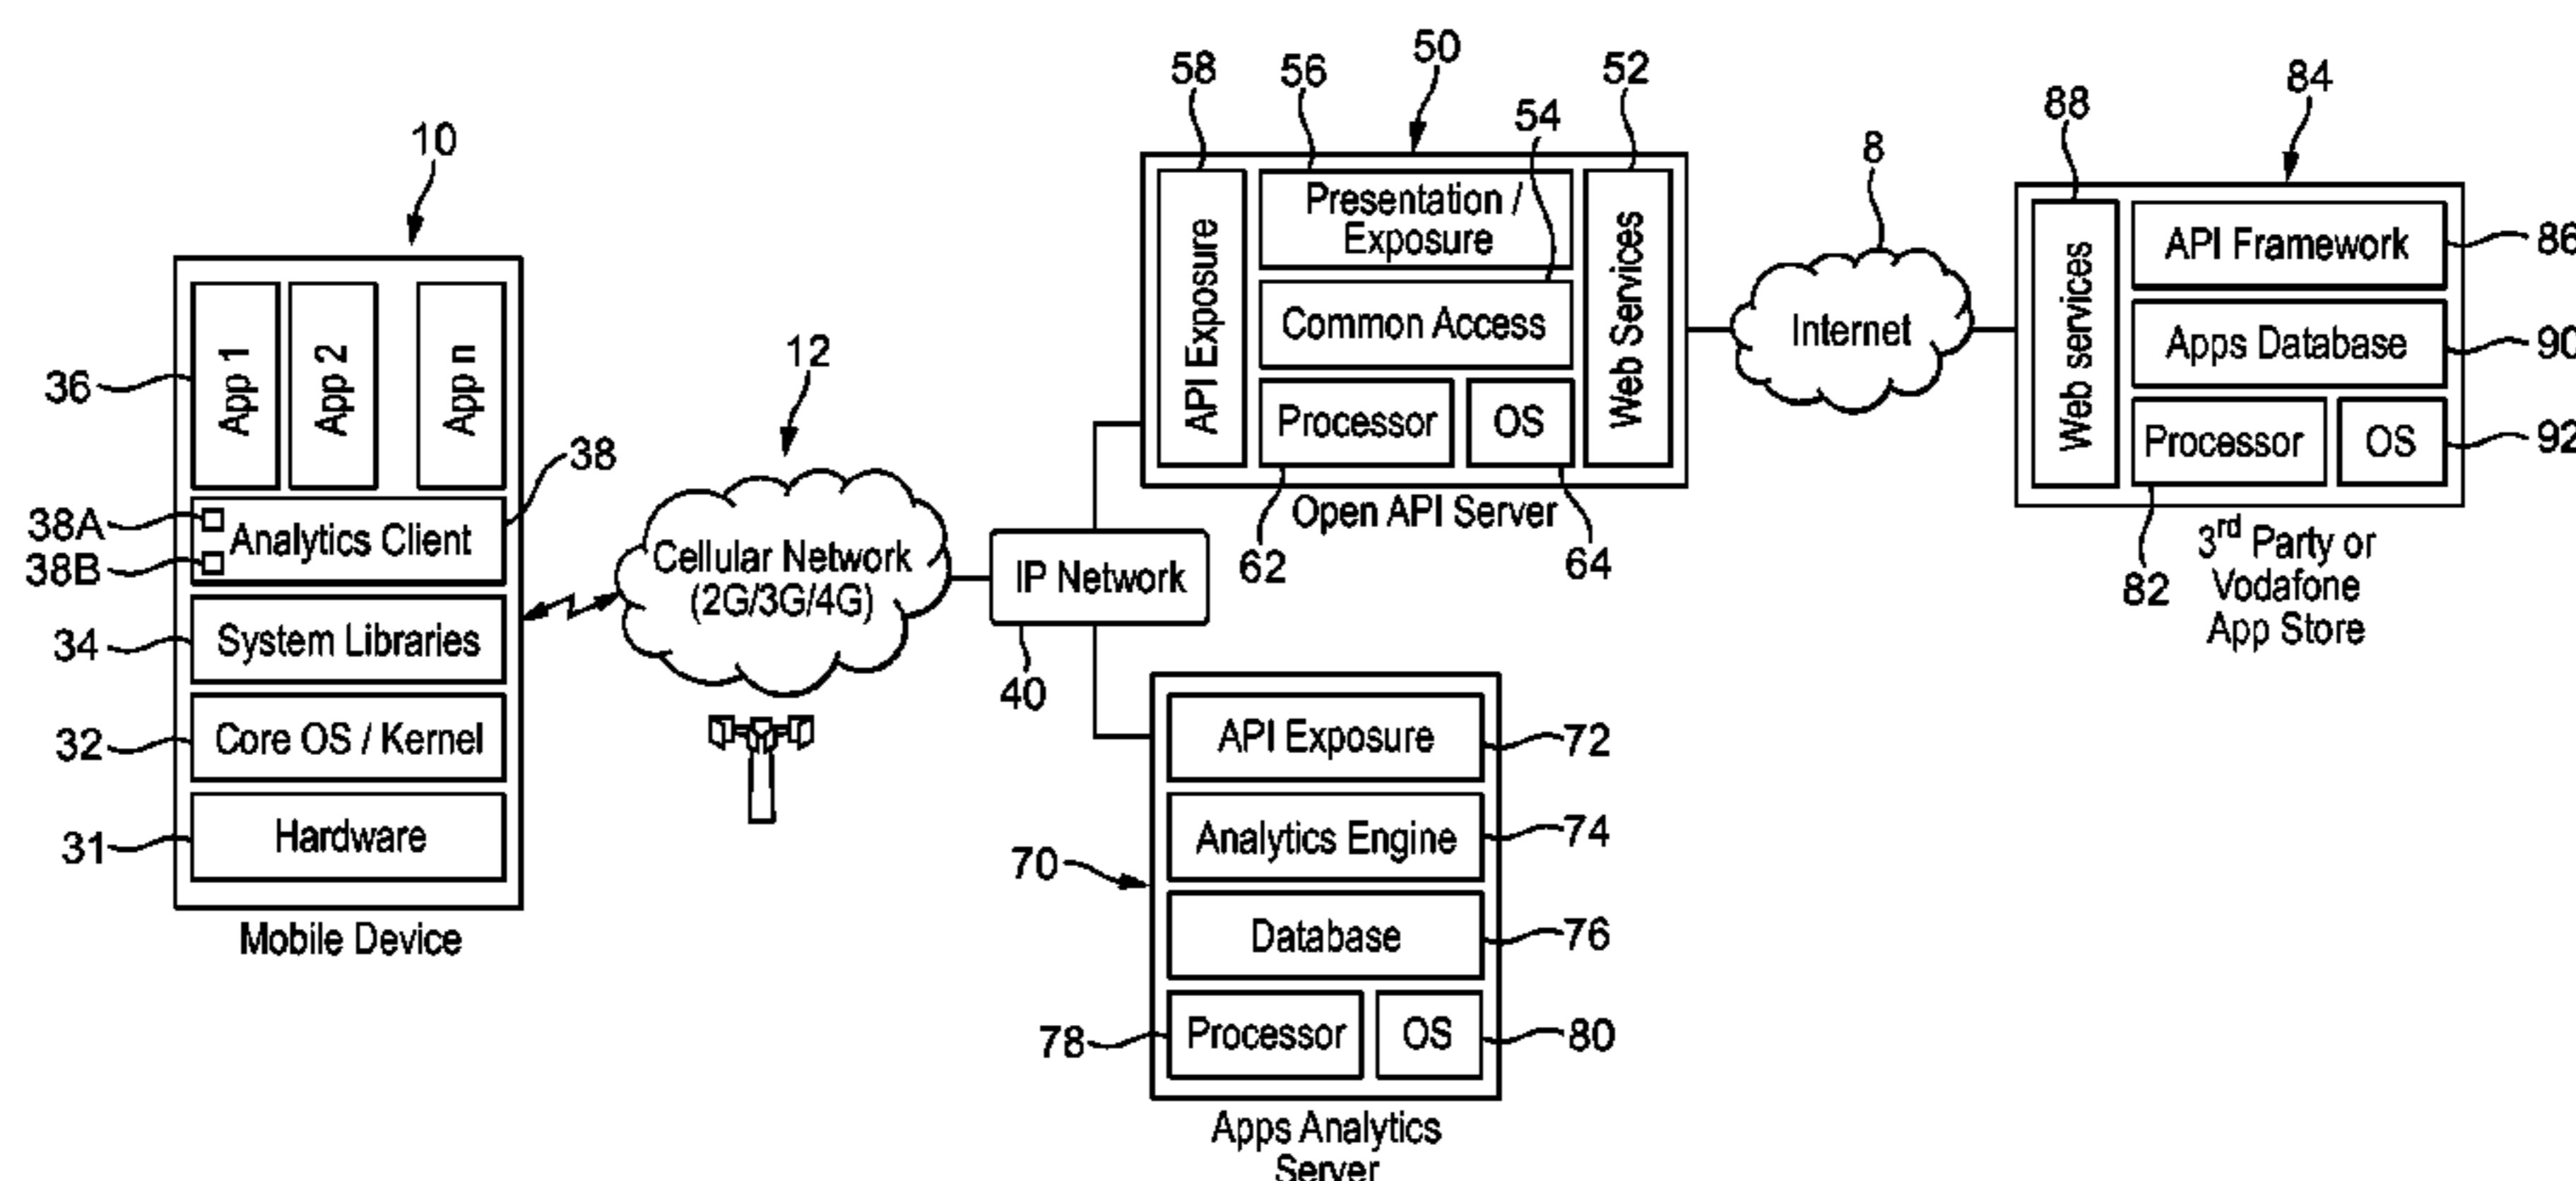 10
App 1
App 2
App n
36
38
38A
38B
Analytics Client
34
System Libraries
32
Core OS / Kernel
31
Hardware
Mobile Device
12
Cellular Network
(2G/3G/4G)
IP Network
40
50
58
56
54
52
API Exposure
Presentation /
Exposure
Common Access
Processor
OS
Web Services
62
Open API Server
64
8
Internet
84
88
Web services
API Framework
86
Apps Database
90
Processor
OS
92
82
3rd Party or
Vodafone
App Store
70
API Exposure
72
Analytics Engine
74
Database
76
78
Processor
OS
80
Apps Analytics
Server